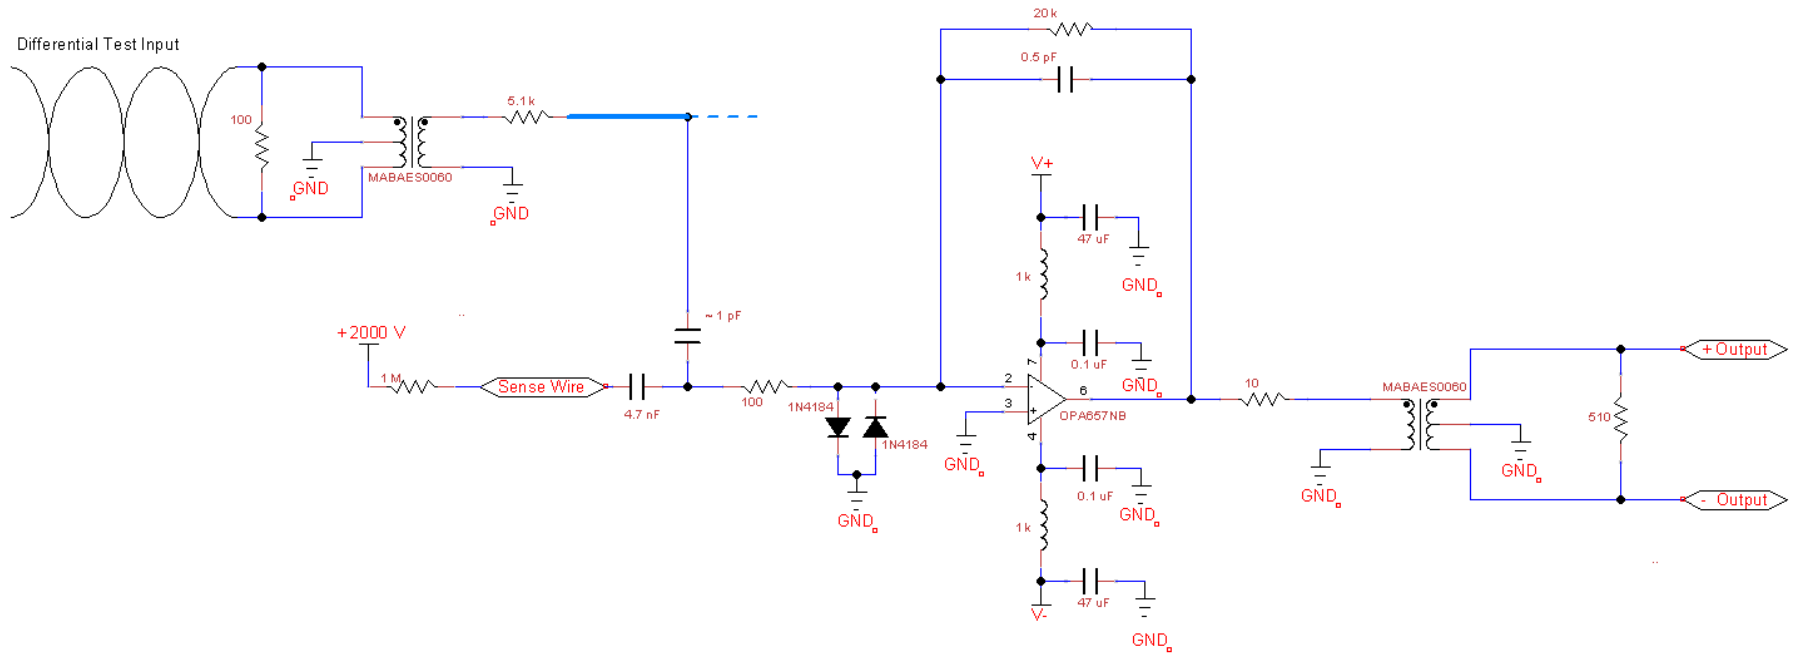 20k
Differential Test Input
0.5 pF
5.1k
100
V+
MABAES0060
GND
GND
47 uF
1k
GND
~ 1 pF
+2000 V
7
0.1 uF
+ Output
1 M
Sense Wire
2
-
GND
6
10
MABAES0060
100
1N4184
3
+
OPA657NB
4.7 nF
510
1N4184
4
GND
GND
GND
0.1 uF
- Output
GND
GND
1k
47 uF
V-
GND